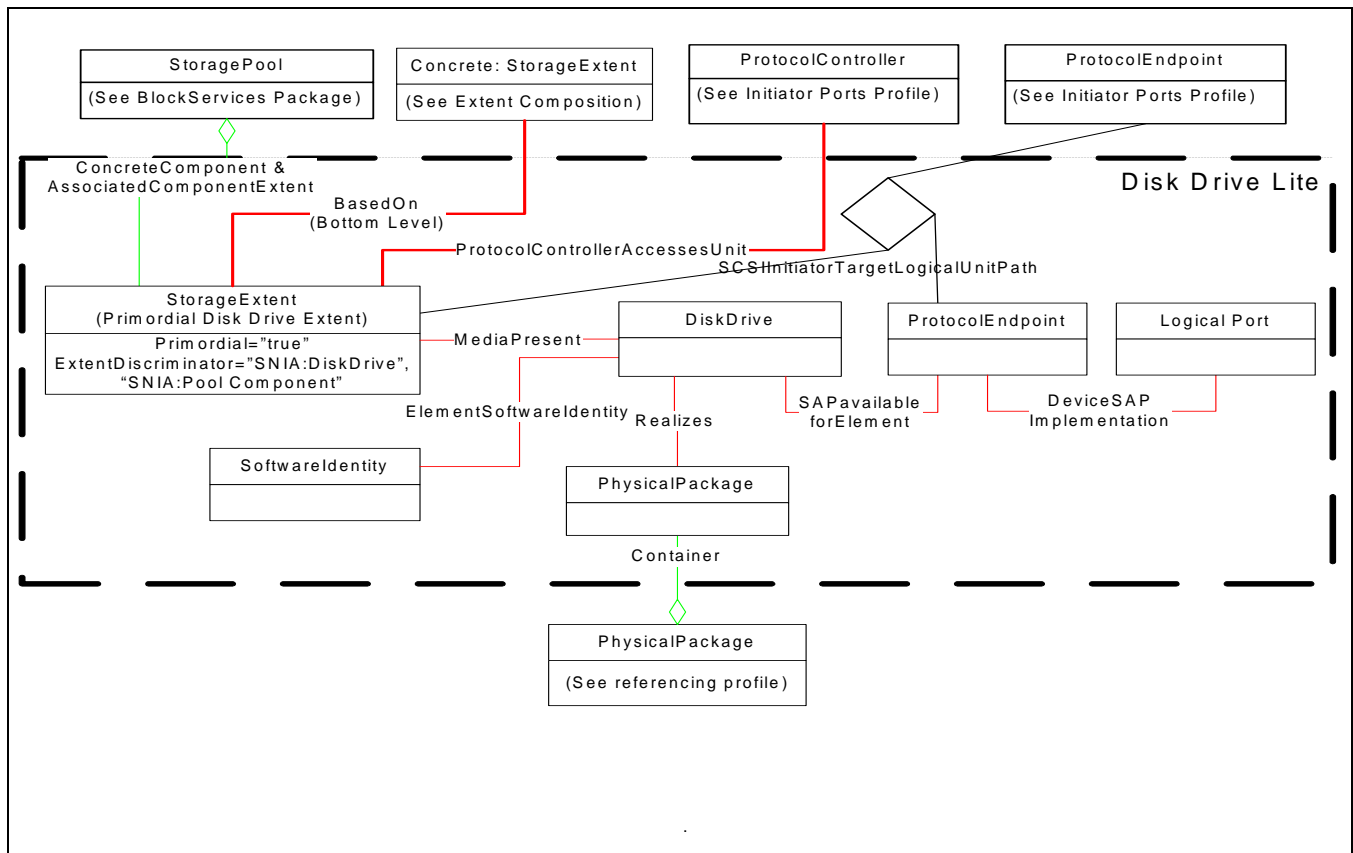 StoragePool
(See BlockServices Package)
Concrete: StorageExtent
(See Extent Composition)
ProtocolController
(See Initiator Ports Profile)
ProtocolEndpoint
(See Initiator Ports Profile)
ConcreteComponent &
AssociatedComponentExtent
Disk Drive Lite
BasedOn
(Bottom Level)
ProtocolControllerAccessesUnit
SCSIInitiatorTargetLogicalUnitPath
StorageExtent
(Primordial Disk Drive Extent)
Primordial="true"
ExtentDiscriminator=”SNIA:DiskDrive”,
“SNIA:Pool Component”
MediaPresent
DiskDrive
ProtocolEndpoint
Logical Port
ElementSoftwareIdentity
Realizes
SAPavailable
forElement
DeviceSAP
Implementation
SoftwareIdentity
PhysicalPackage
Container
PhysicalPackage
(See referencing profile)
.